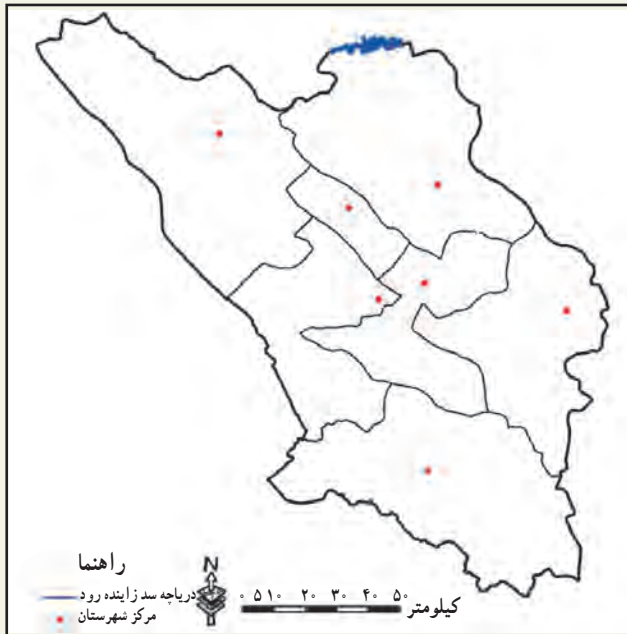 راهنما
دریاچه سد زاینده رود
مرکز شهرستان
N
۰ ۵ ۱۰ ۲۰ ۳۰ ۴۰ ۵۰
کیلومتر